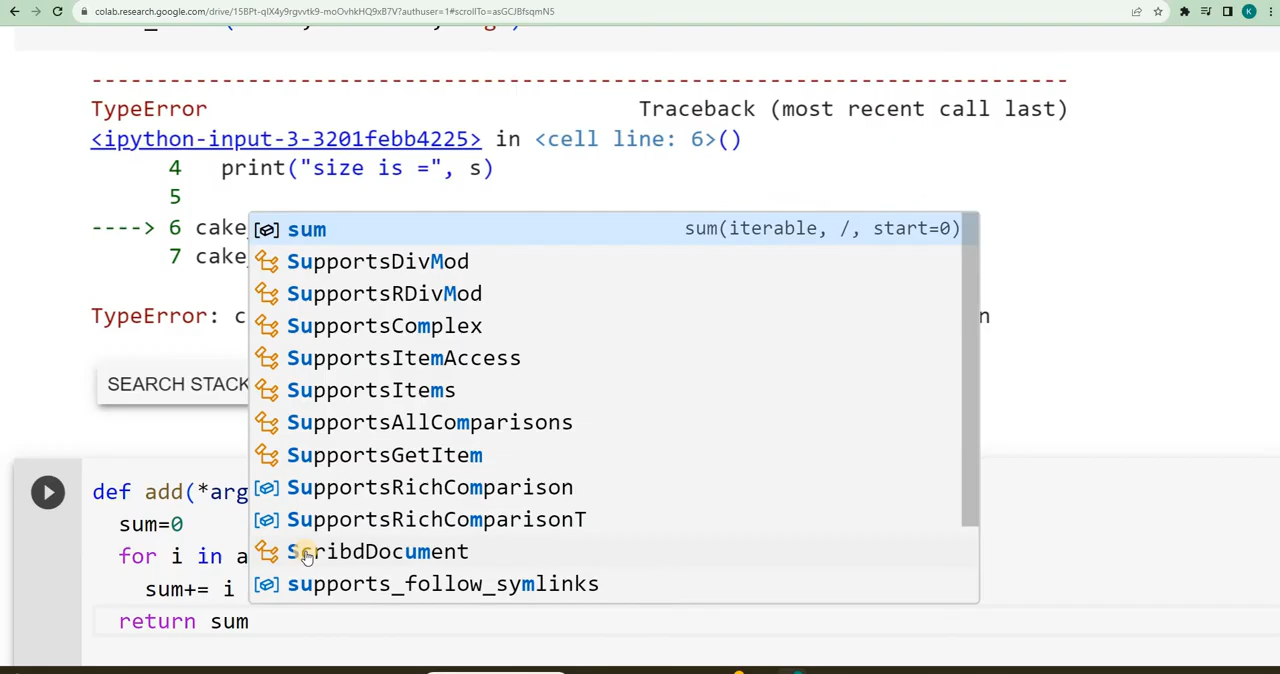 colab.research.google.com/drive/15BPt-qIX4y9rgvvtk9-moOvhkHQ9xB7V?authuser=1#scrollTo=asGCJBfsqmN5
K
TypeError Traceback (most recent call last)
<ipython-input-3-3201febb4225> in <cell line: 6>()
4 print("size is =", s)
5
----> 6 cake_
7 cake_
sum sum(iterable, /, start=0)
SupportsDivMod
SupportsRDivMod
SupportsComplex
SupportsItemAccess
SupportsItems
SupportsAllComparisons
SupportsGetItem
SupportsRichComparison
SupportsRichComparisonT
ScribdDocument
supports_follow_symlinks
TypeError: c n
SEARCH STACK
def add(*arg
sum=0
for i in a
sum+= i
return sum